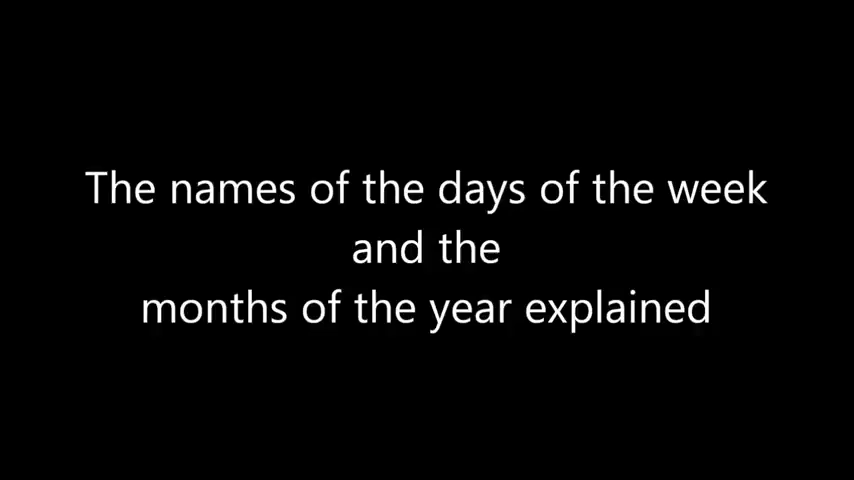 The names of the days of the week
and the
months of the year explained